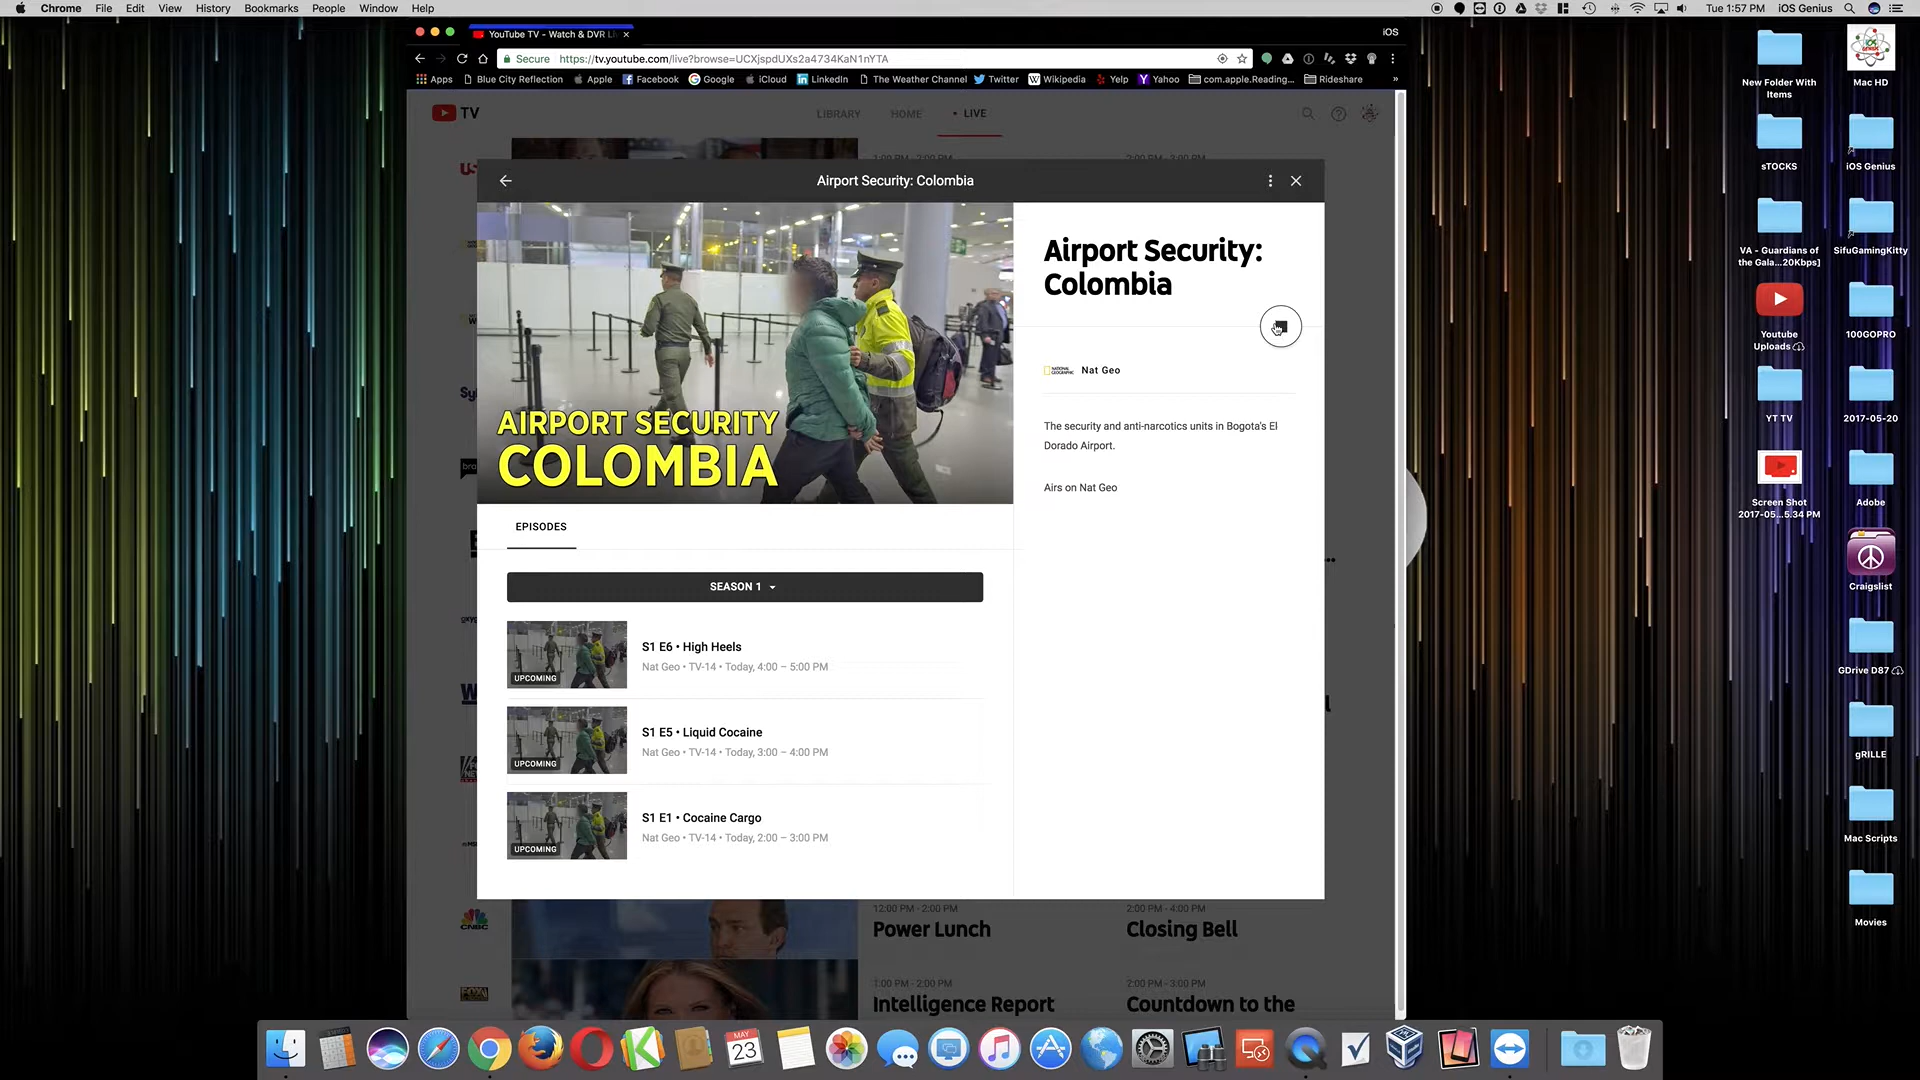 Chrome File Edit View History Bookmarks People Window Help
Tue 1:57 PM iOS Genius
YouTube TV - Watch & DVR Li
iOS
Secure https://tv.youtube.com/live?browse=UCXjspdUXs2a4734KaN1nYTA
Apps Blue City Reflection Apple Facebook Google iCloud LinkedIn The Weather Channel Twitter Wikipedia Yelp Yahoo com.apple.Reading... Rideshare »
TV
LIBRARY HOME • LIVE
Airport Security: Colombia
AIRPORT SECURITY
COLOMBIA
Airport Security:
Colombia
NATIONAL
GEOGRAPHIC
Nat Geo
The security and anti-narcotics units in Bogota's El
Dorado Airport.
Airs on Nat Geo
EPISODES
SEASON 1
S1 E6 • High Heels
Nat Geo • TV-14 • Today, 4:00 – 5:00 PM
UPCOMING
S1 E5 • Liquid Cocaine
Nat Geo • TV-14 • Today, 3:00 – 4:00 PM
UPCOMING
S1 E1 • Cocaine Cargo
Nat Geo • TV-14 • Today, 2:00 – 3:00 PM
UPCOMING
CNBC
12:00 PM - 2:00 PM
Power Lunch
2:00 PM - 4:00 PM
Closing Bell
FOX
1:00 PM - 2:00 PM
Intelligence Report
2:00 PM - 3:00 PM
Countdown to the
New Folder With
Items
Mac HD
sTOCKS
iOS Genius
VA - Guardians of
the Gala...20Kbps]
SifuGamingKitty
Youtube
Uploads
100GOPRO
YT TV
2017-05-20
Screen Shot
2017-05...5.34 PM
Adobe
Craigslist
GDrive D87
gRILLE
Mac Scripts
Movies
MAY
23